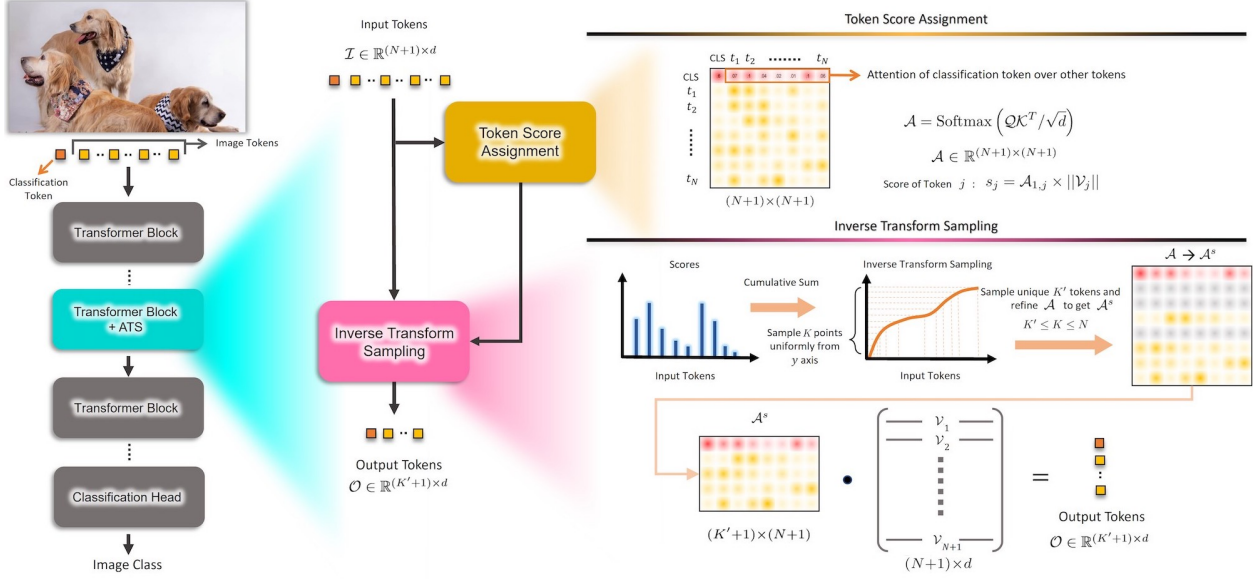 Image Tokens
Classification
Token
Transformer Block
Transformer Block
+ ATS
Transformer Block
Classification Head
Image Class
Input Tokens
ℐ ∈ ℝ^{(N+1)×d}
Token Score
Assignment
Inverse Transform
Sampling
Output Tokens
𝒪 ∈ ℝ^{(K′+1)×d}
Token Score Assignment
CLS t_1 t_2 ....... t_N
CLS
t_1
t_2
t_N
(N+1)×(N+1)
Attention of classification token over other tokens
𝒜 = Softmax (𝒬𝒦^T/√d)
𝒜 ∈ ℝ^{(N+1)×(N+1)}
Score of Token j : s_j = 𝒜_{1,j} × ||𝒱_j||
Inverse Transform Sampling
Scores
Input Tokens
Cumulative Sum
Sample K points
uniformly from
y axis
Inverse Transform Sampling
Input Tokens
Sample unique K′ tokens and
refine 𝒜 to get 𝒜^s
K′ ≤ K ≤ N
𝒜 → 𝒜^s
𝒜^s
(K′+1)×(N+1)
𝒱_1
𝒱_2
𝒱_{N+1}
(N+1)×d
=
Output Tokens
𝒪 ∈ ℝ^{(K′+1)×d}